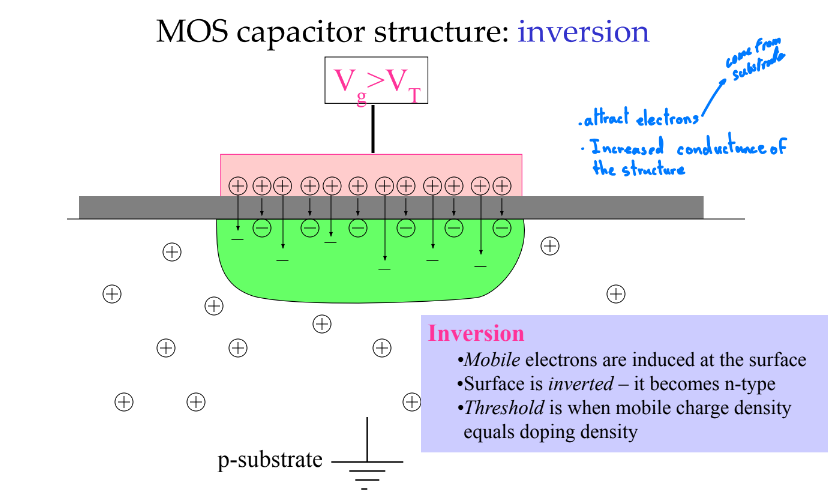 MOS capacitor structure: inversion
come from
substrate
Vg>VT
.attract electrons
. Increased conductance of
the structure
Inversion
•Mobile electrons are induced at the surface
•Surface is inverted – it becomes n-type
•Threshold is when mobile charge density
equals doping density
p-substrate